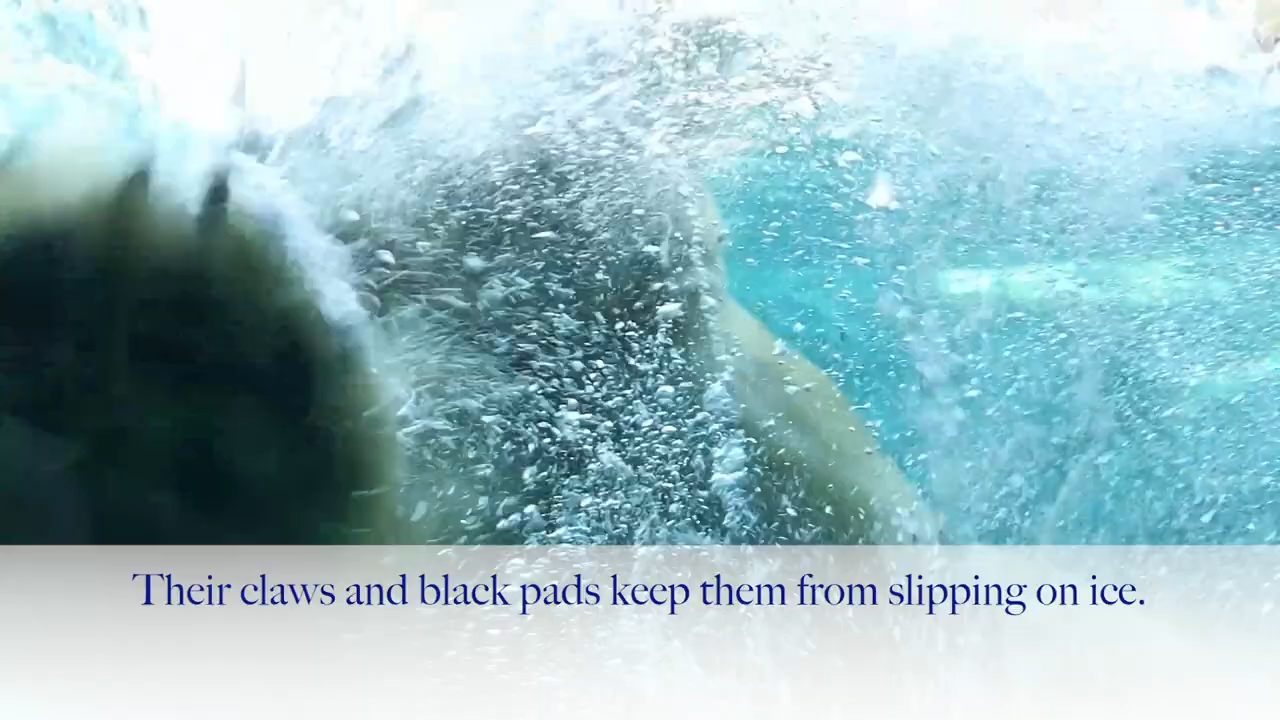 Their claws and black pads keep them from slipping on ice.